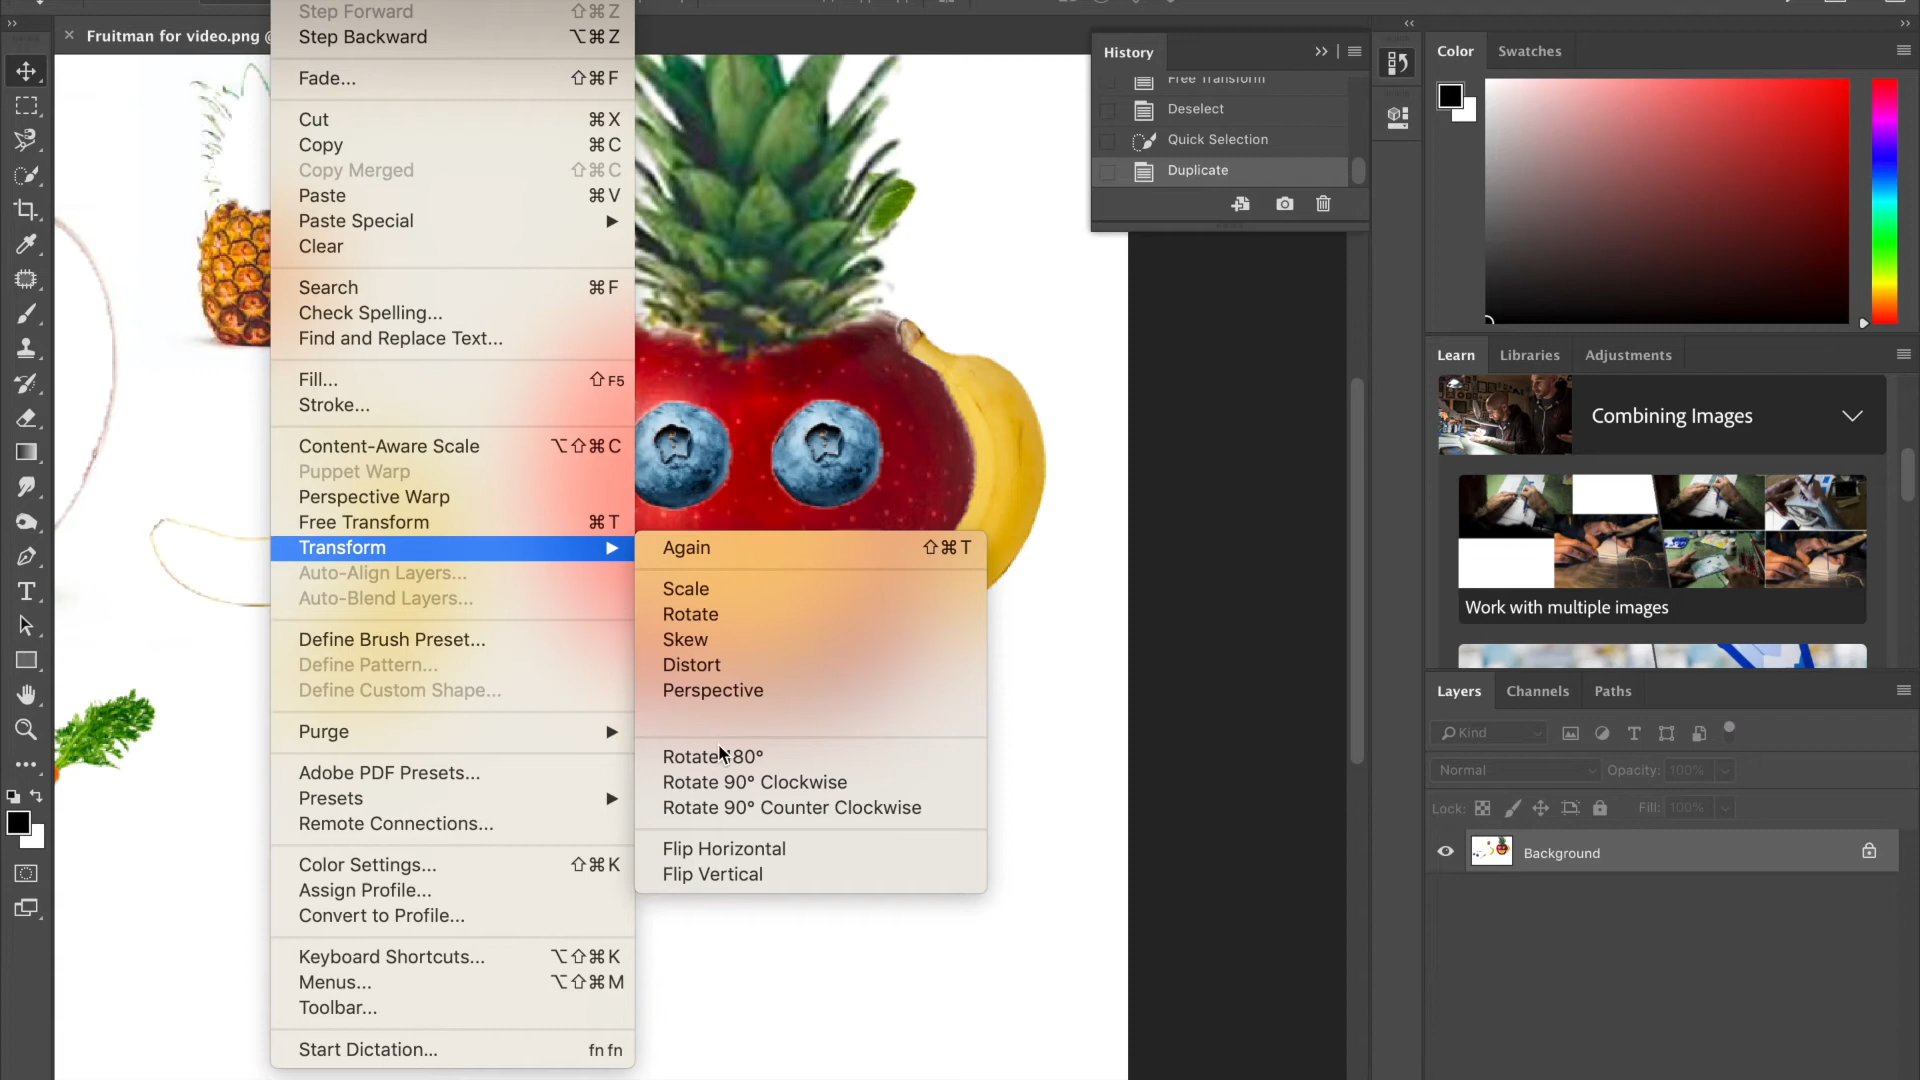 Step Forward ⇧⌘Z
Step Backward ⌥⌘Z
Fruitman for video.png @
Fade... ⇧⌘F
Cut ⌘X
Copy ⌘C
Copy Merged ⇧⌘C
Paste ⌘V
Paste Special
Clear
Search ⌘F
Check Spelling...
Find and Replace Text...
Fill... ⇧F5
Stroke...
Content-Aware Scale ⌥⇧⌘C
Puppet Warp
Perspective Warp
Free Transform ⌘T
Transform
Auto-Align Layers...
Auto-Blend Layers...
Define Brush Preset...
Define Pattern...
Define Custom Shape...
Purge
Adobe PDF Presets...
Presets
Remote Connections...
Color Settings... ⇧⌘K
Assign Profile...
Convert to Profile...
Keyboard Shortcuts... ⌥⇧⌘K
Menus... ⌥⇧⌘M
Toolbar...
Start Dictation... fn fn
Again ⇧⌘T
Scale
Rotate
Skew
Distort
Perspective
Rotate 180°
Rotate 90° Clockwise
Rotate 90° Counter Clockwise
Flip Horizontal
Flip Vertical
History
Free Transform
Deselect
Quick Selection
Duplicate
Color Swatches
Learn Libraries Adjustments
Combining Images
Work with multiple images
Layers Channels Paths
Kind
Normal Opacity: 100%
Lock: Fill: 100%
Background